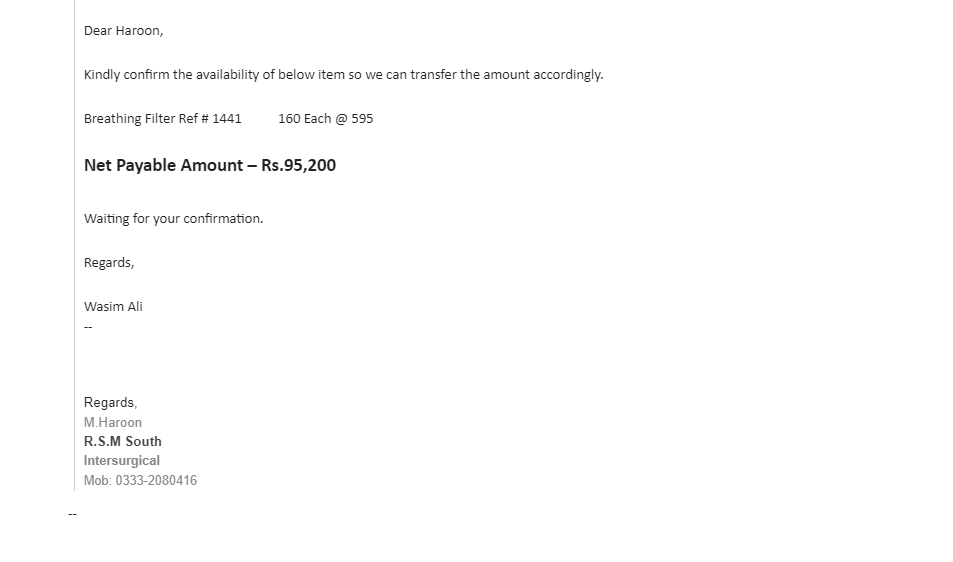 Dear Haroon,
Kindly confirm the availability of below item so we can transfer the amount accordingly.
Breathing Filter Ref # 1441 160 Each @ 595
Net Payable Amount – Rs.95,200
Waiting for your confirmation.
Regards,
Wasim Ali
--
Regards,
M.Haroon
R.S.M South
Intersurgical
Mob: 0333-2080416
--